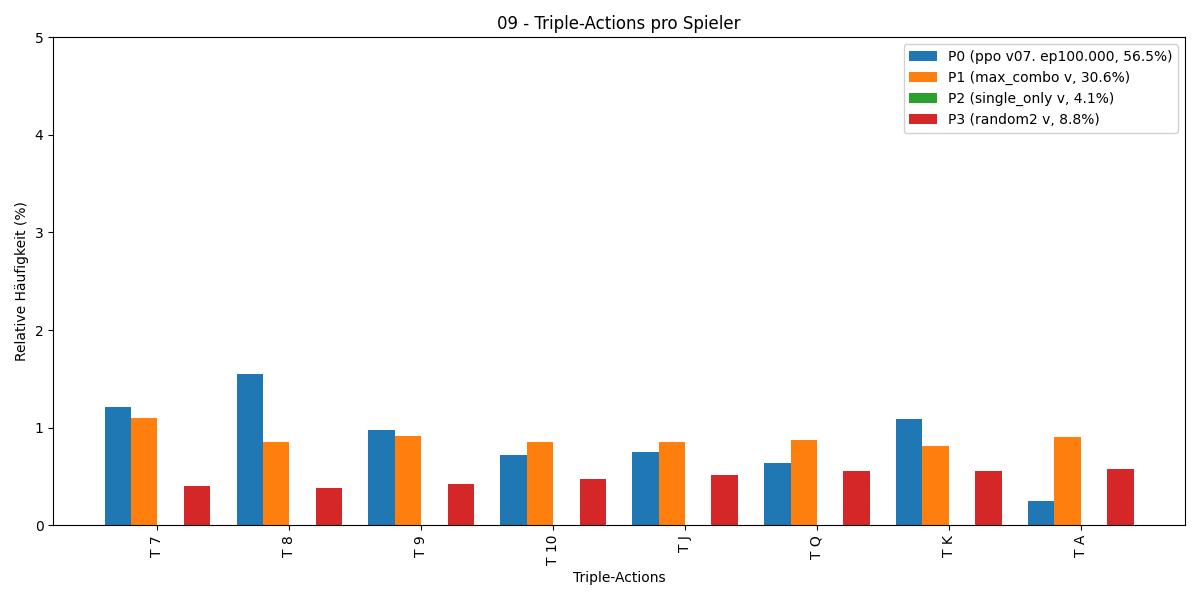 09 - Triple-Actions pro Spieler
P0 (ppo v07. ep100.000, 56.5%)
P1 (max_combo v, 30.6%)
P2 (single_only v, 4.1%)
P3 (random2 v, 8.8%)
Relative Häufigkeit (%)
5
4
3
2
1
0
T 7
T 8
T 9
T 10
T J
T Q
T K
T A
Triple-Actions